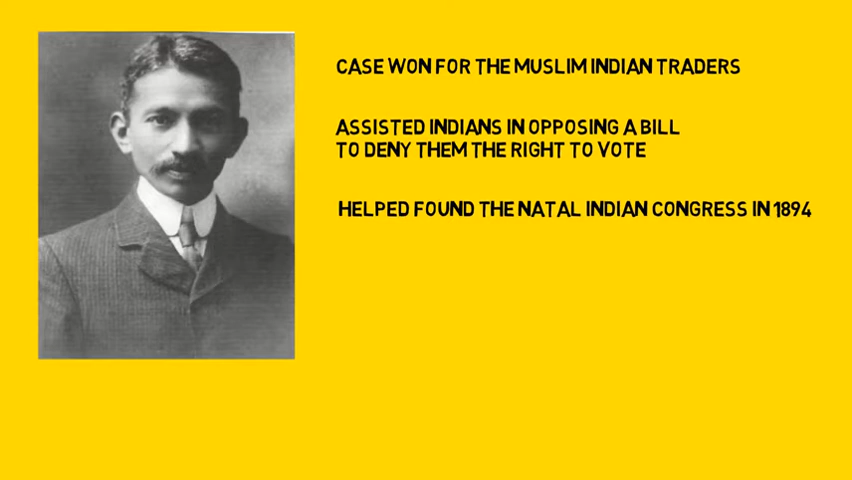 CASE WON FOR THE MUSLIM INDIAN TRADERS
ASSISTED INDIANS IN OPPOSING A BILL
TO DENY THEM THE RIGHT TO VOTE
HELPED FOUND THE NATAL INDIAN CONGRESS IN 1894